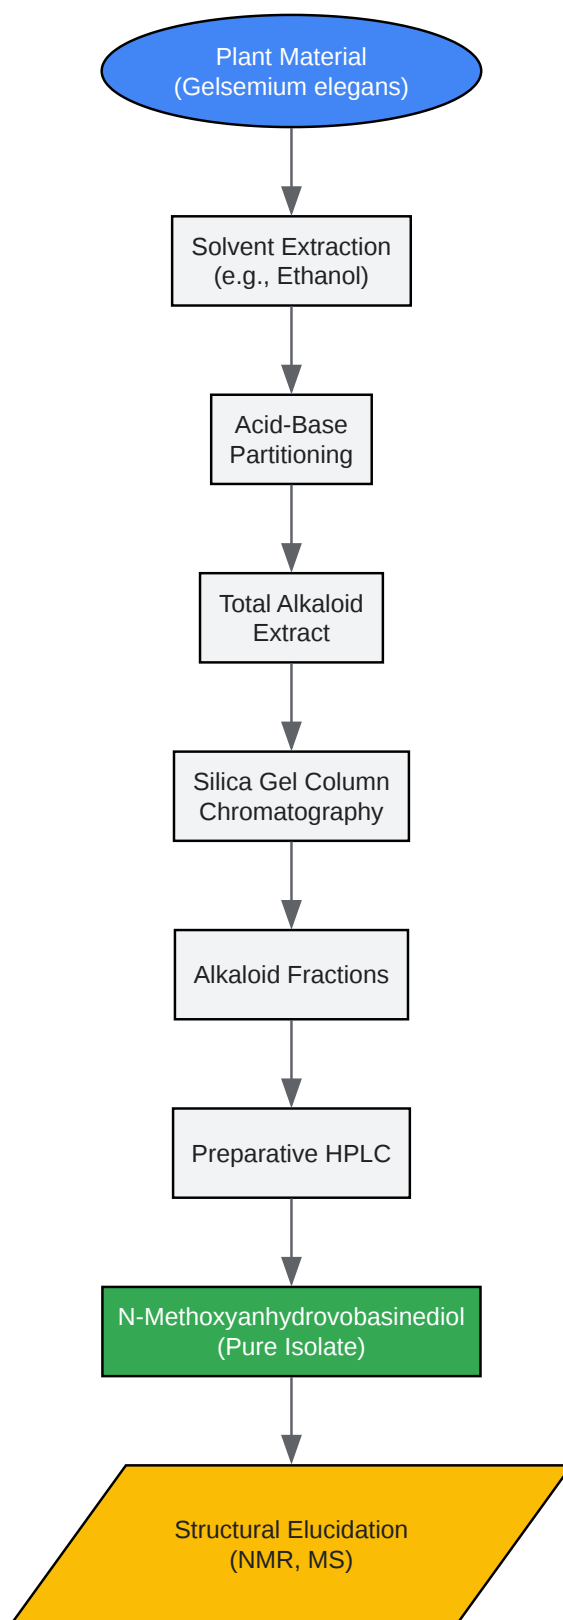 Plant Material
(Gelsemium elegans)
Solvent Extraction
(e.g., Ethanol)
Acid-Base
Partitioning
Total Alkaloid
Extract
Silica Gel Column
Chromatography
Alkaloid Fractions
Preparative HPLC
N-Methoxyanhydrovobasinediol
(Pure Isolate)
Structural Elucidation
(NMR, MS)